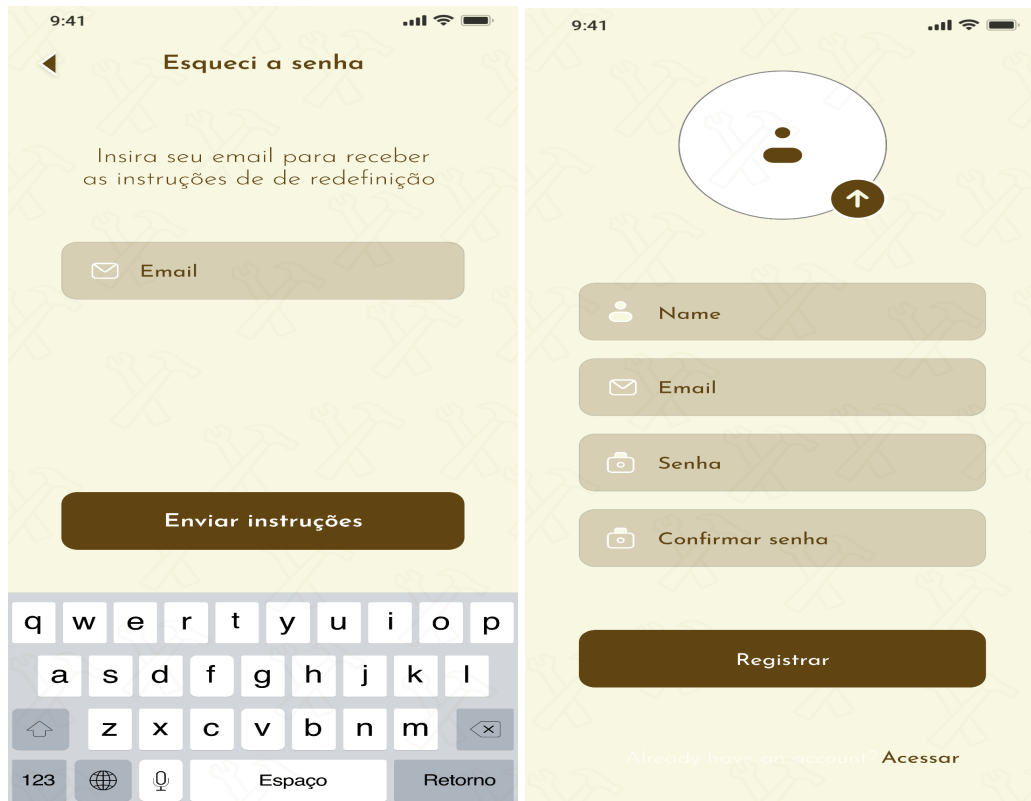 9:41
Esqueci a senha
Insira seu email para receber
as instruções de de redefinição
Email
Enviar instruções
q w e r t y u i o p
a s d f g h j k l
z x c v b n m
123 Espaço Retorno
9:41
Name
Email
Senha
Confirmar senha
Registrar
Already have an account? Acessar